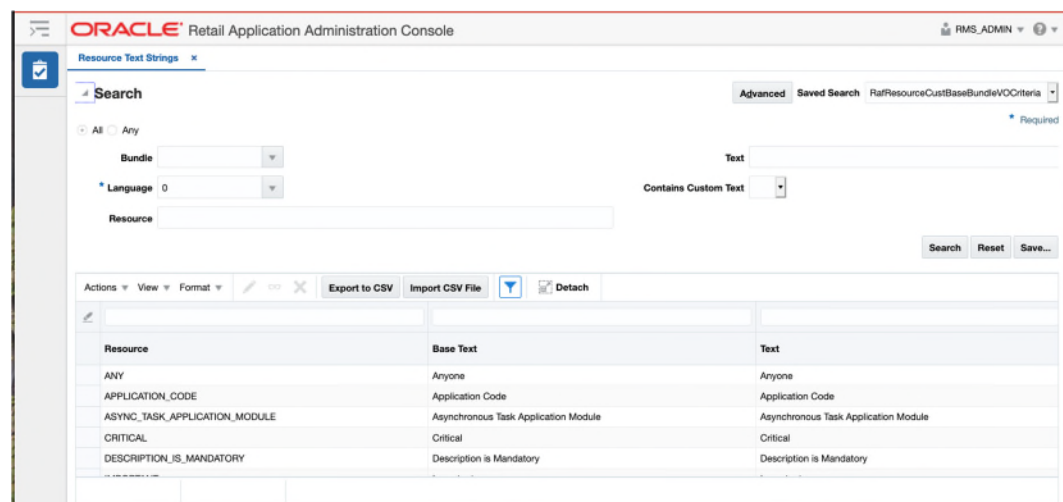 ORACLE Retail Application Administration Console RMS_ADMIN
Resource Text Strings ×
Search Advanced Saved Search RafResourceCustBaseBundleVOCriteria
* Required
All Any
Bundle Text
* Language 0 Contains Custom Text
Resource
Search Reset Save...
Actions View Format Export to CSV Import CSV File Detach
Resource Base Text Text
ANY Anyone Anyone
APPLICATION_CODE Application Code Application Code
ASYNC_TASK_APPLICATION_MODULE Asynchronous Task Application Module Asynchronous Task Application Module
CRITICAL Critical Critical
DESCRIPTION_IS_MANDATORY Description is Mandatory Description is Mandatory